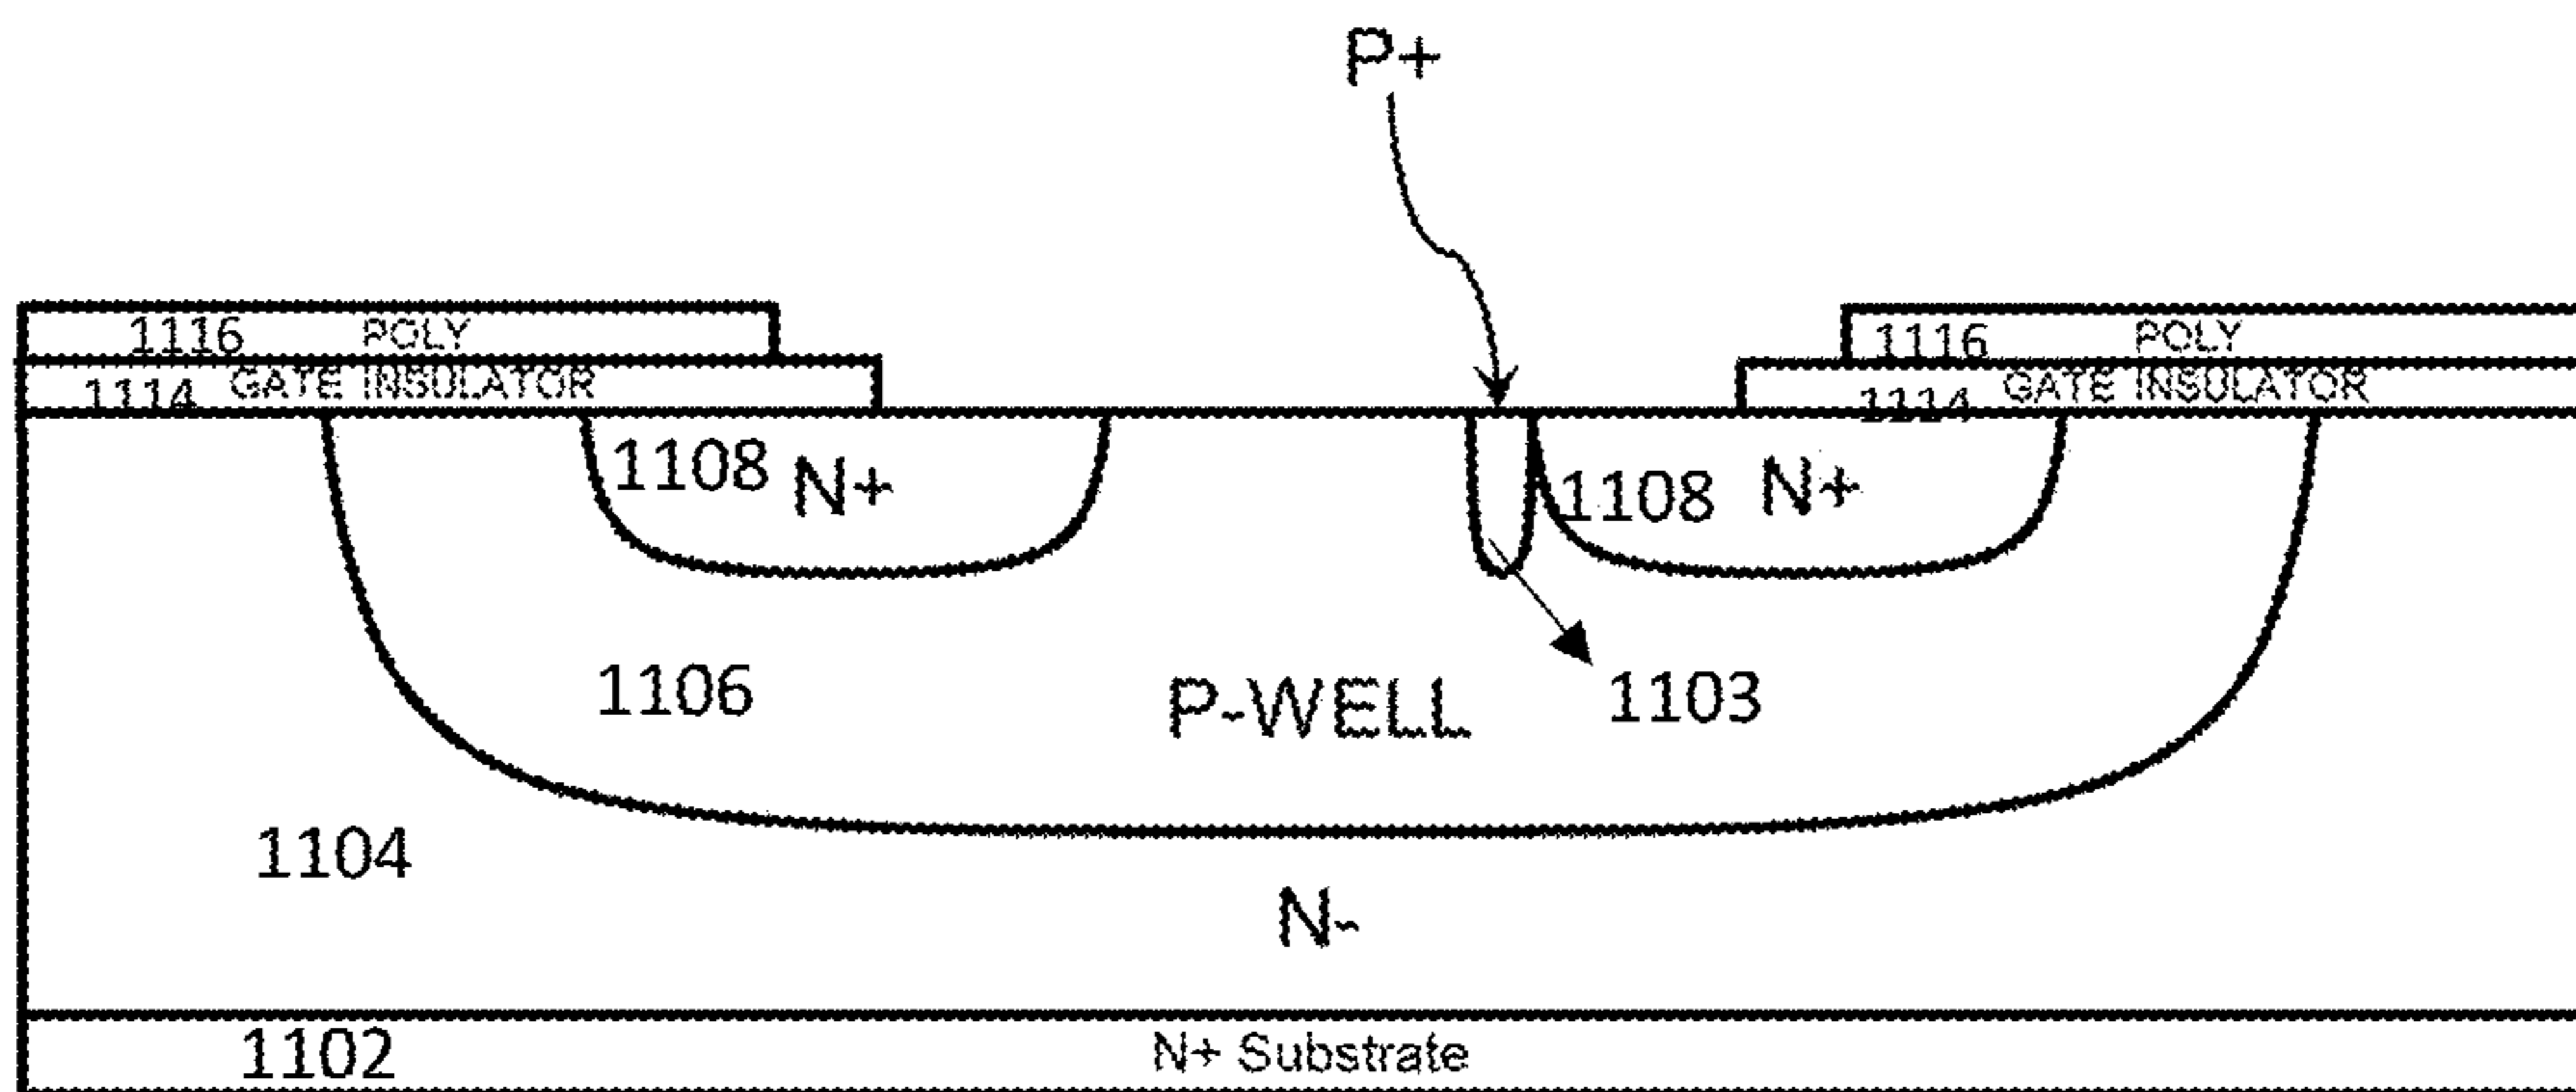 P+
1116 POLY
1116 POLY
1114 GATE INSULATOR
1114 GATE INSULATOR
1108 N+
1108 N+
1106
P-WELL
1103
1104
N-
1102
N+ Substrate